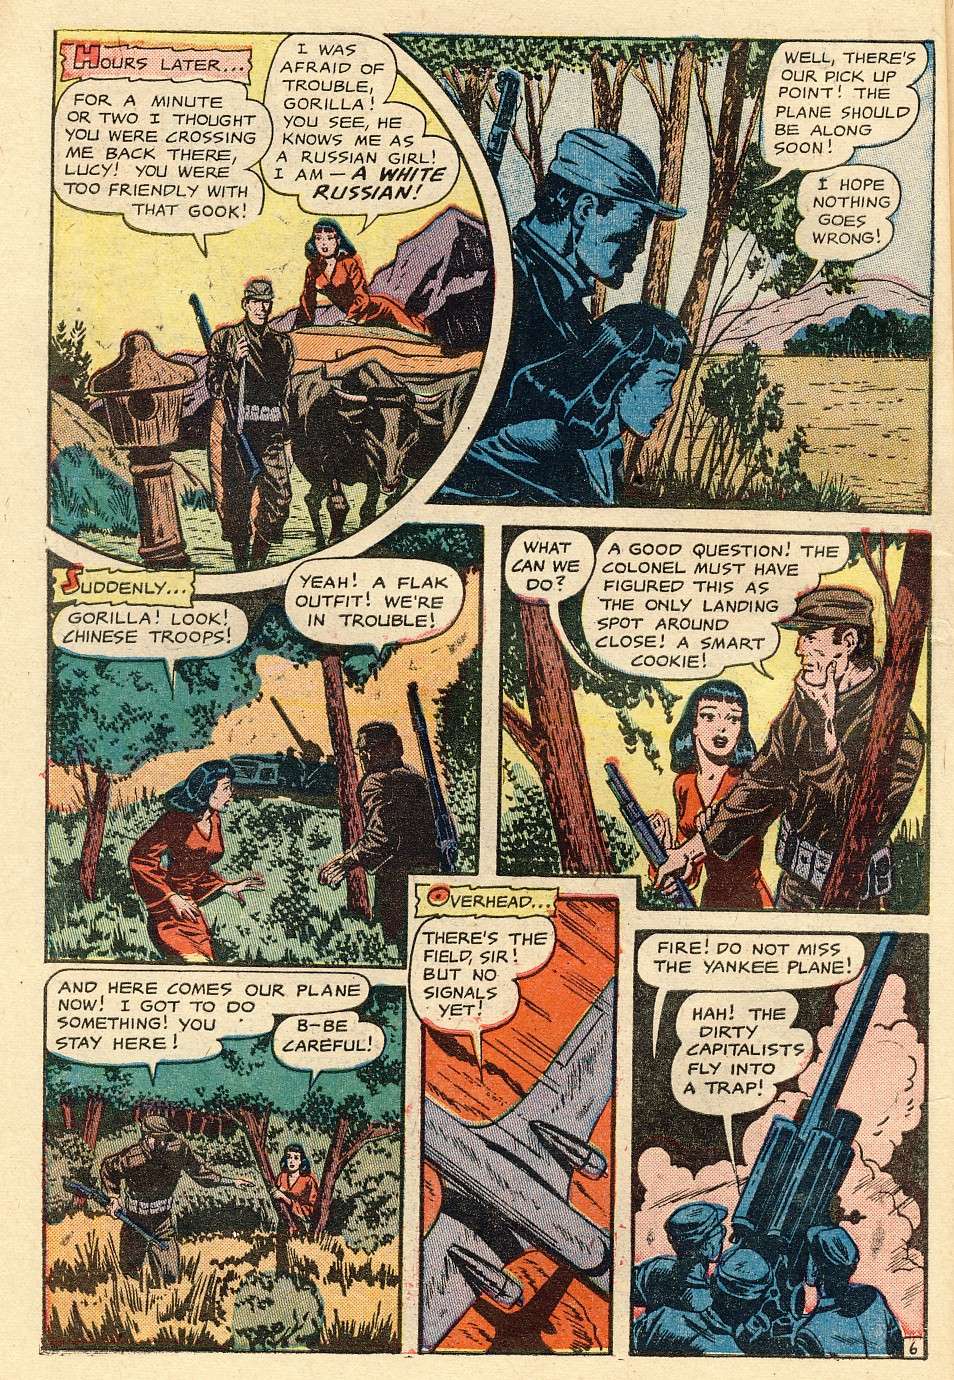 HOURS LATER...
FOR A MINUTE
OR TWO I THOUGHT
YOU WERE CROSSING
ME BACK THERE,
LUCY! YOU WERE
TOO FRIENDLY WITH
THAT GOOK!
I WAS
AFRAID OF
TROUBLE,
GORILLA!
YOU SEE, HE
KNOWS ME AS
A RUSSIAN GIRL!
I AM — A WHITE
RUSSIAN!
WELL, THERE'S
OUR PICK UP
POINT! THE
PLANE SHOULD
BE ALONG
SOON!
I HOPE
NOTHING
GOES
WRONG!
SUDDENLY...
GORILLA! LOOK!
CHINESE TROOPS!
YEAH! A FLAK
OUTFIT! WE'RE
IN TROUBLE!
WHAT
CAN WE
DO?
A GOOD QUESTION! THE
COLONEL MUST HAVE
FIGURED THIS AS
THE ONLY LANDING
SPOT AROUND
CLOSE! A SMART
COOKIE!
AND HERE COMES OUR PLANE
NOW! I GOT TO DO
SOMETHING! YOU
STAY HERE!
B-BE
CAREFUL!
OVERHEAD...
THERE'S THE
FIELD, SIR!
BUT NO
SIGNALS
YET!
FIRE! DO NOT MISS
THE YANKEE PLANE!
HAH! THE
DIRTY
CAPITALISTS
FLY INTO
A TRAP!
6